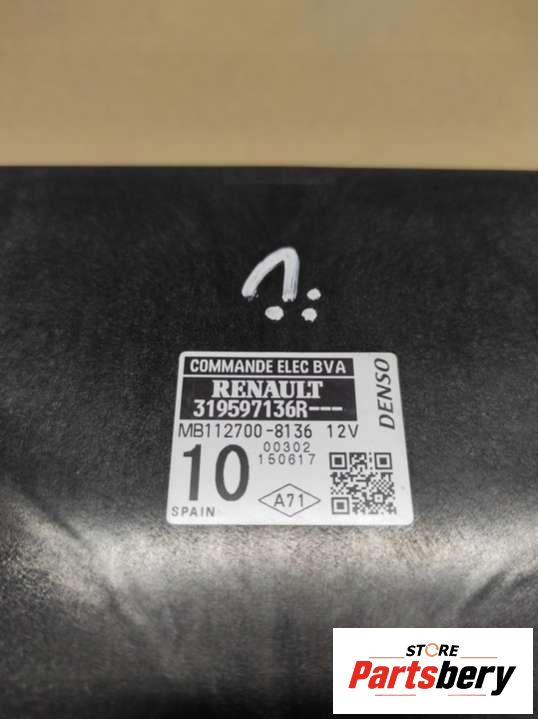 COMMANDE ELEC BVA
RENAULT
319597136R---
DENSO
MB112700-8136 12V
10
00302
150617
SPAIN
A71
STORE
Partsbery